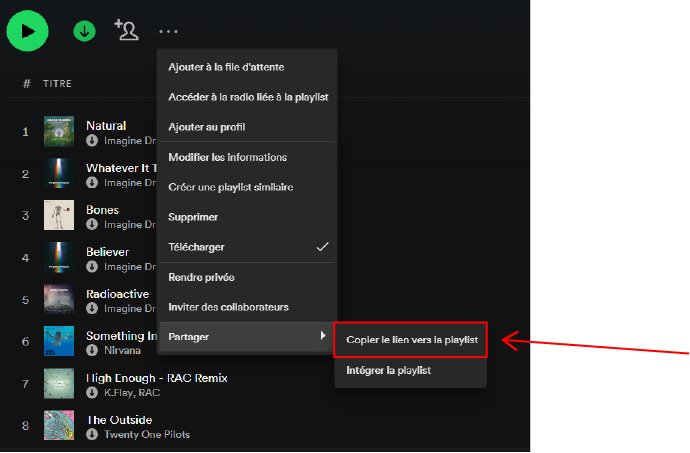 # TITRE
1 Natural
Imagine Dr
2 Whatever It T
Imagine Dr
3 Bones
Imagine Dr
4 Believer
Imagine Dr
5 Radioactive
Imagine Dr
6 Something In
Nirvana
7 High Enough - RAC Remix
K.Flay, RAC
8 The Outside
Twenty One Pilots
Ajouter à la file d'attente
Accéder à la radio liée à la playlist
Ajouter au profil
Modifier les informations
Créer une playlist similaire
Supprimer
Télécharger
Rendre privée
Inviter des collaborateurs
Partager
Copier le lien vers la playlist
Intégrer la playlist